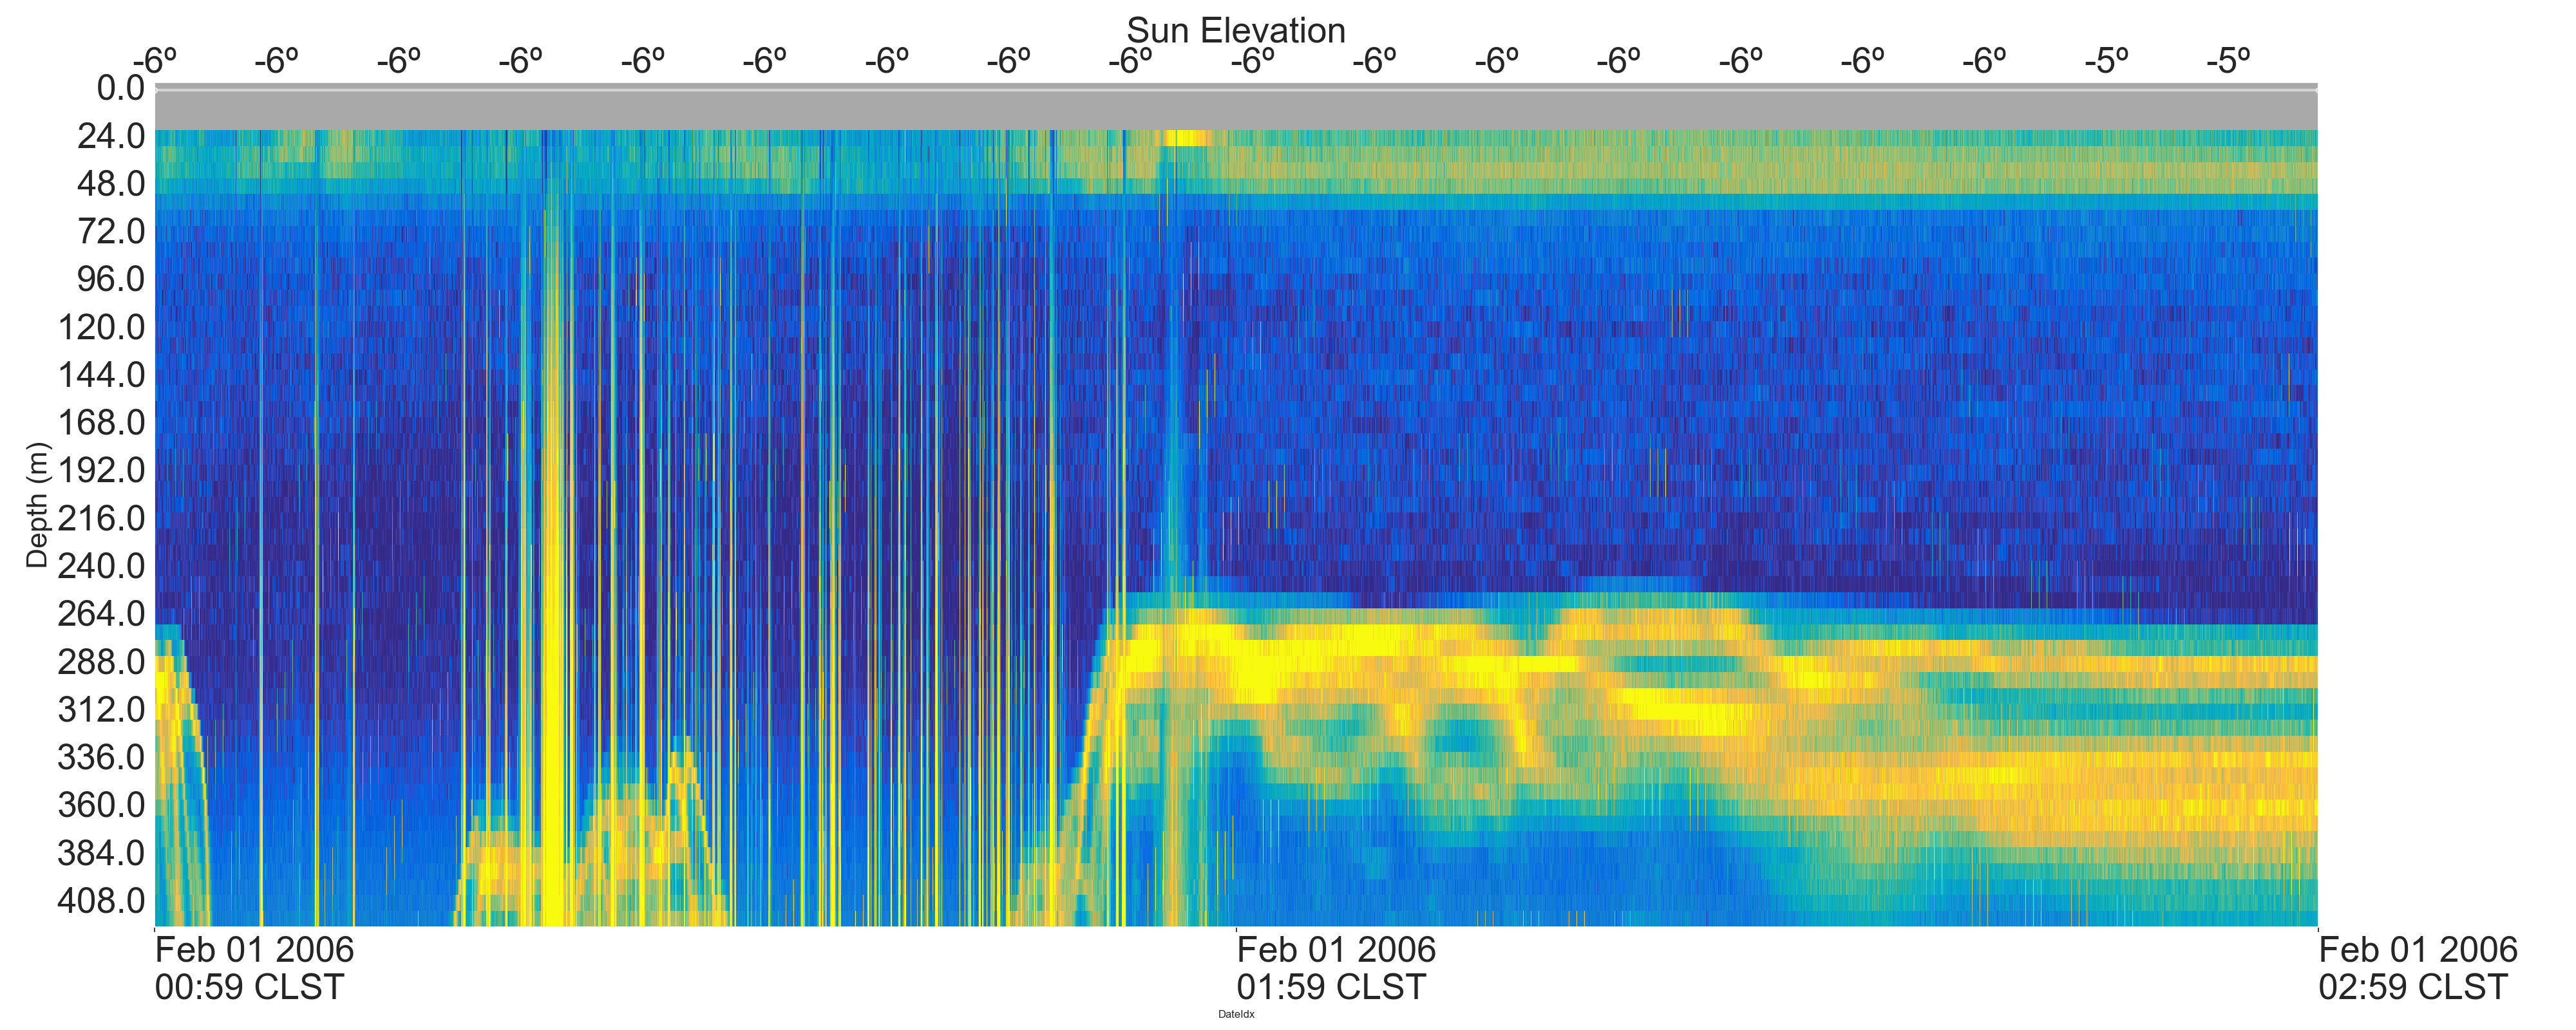 Sun Elevation
-6º -6º -6º -6º -6º -6º -6º -6º -6º -6º -6º -6º -6º -6º -6º -6º -5º -5º
0.0
24.0
48.0
72.0
96.0
120.0
144.0
168.0
192.0
216.0
240.0
264.0
288.0
312.0
336.0
360.0
384.0
408.0
Depth (m)
Feb 01 2006
00:59 CLST
Feb 01 2006
01:59 CLST
Feb 01 2006
02:59 CLST
DateIdx